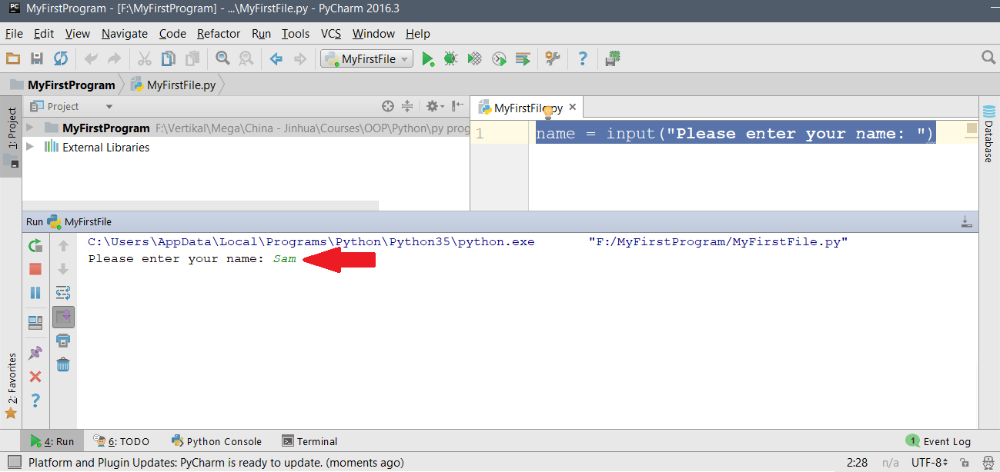 PC MyFirstProgram - [F:\MyFirstProgram] - ...\MyFirstFile.py - PyCharm 2016.3
File Edit View Navigate Code Refactor Run Tools VCS Window Help
MyFirstFile
MyFirstProgram MyFirstFile.py
1: Project
Project
MyFirstProgram F:\Vertikal\Mega\China - Jinhua\Courses\OOP\Python\py prog
External Libraries
MyFirstFile.py
1 name = input("Please enter your name: ")
Database
Run MyFirstFile
C:\Users\AppData\Local\Programs\Python\Python35\python.exe "F:/MyFirstProgram/MyFirstFile.py"
Please enter your name: Sam
2: Favorites
4: Run 6: TODO Python Console Terminal 1 Event Log
Platform and Plugin Updates: PyCharm is ready to update. (moments ago) 2:28 n/a UTF-8